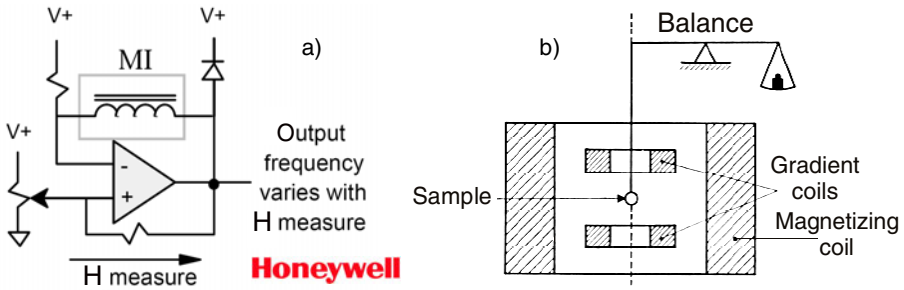 V+
V+
a)
MI
V+
-
+
Output
frequency
varies with
H measure
H measure
Honeywell
b)
Balance
Sample
Gradient
coils
Magnetizing
coil